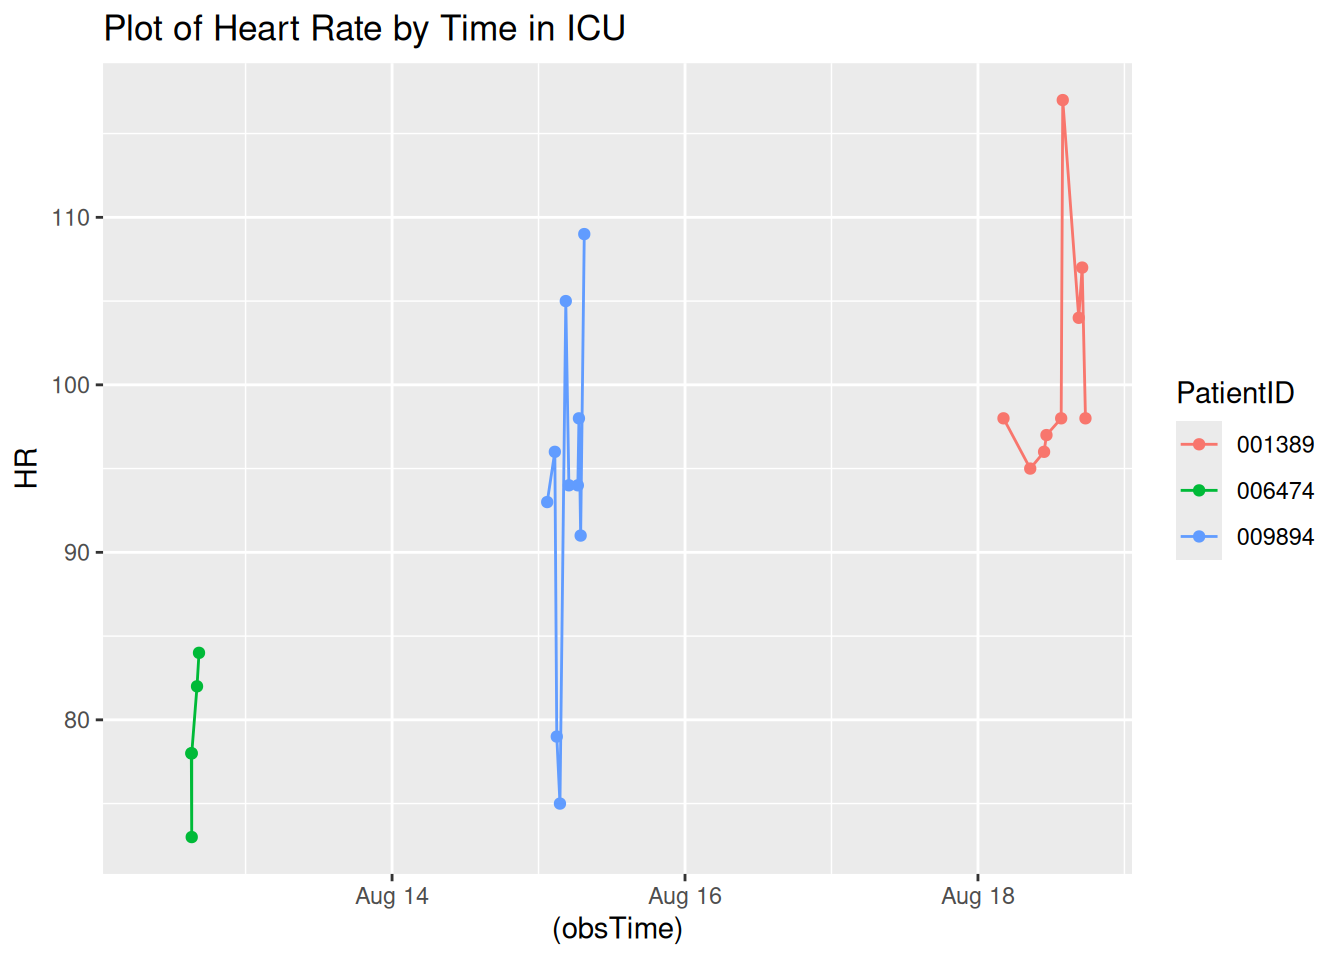 Plot of Heart Rate by Time in ICU
110
100
90
80
HR
Aug 14
Aug 16
Aug 18
(obsTime)
PatientID
001389
006474
009894